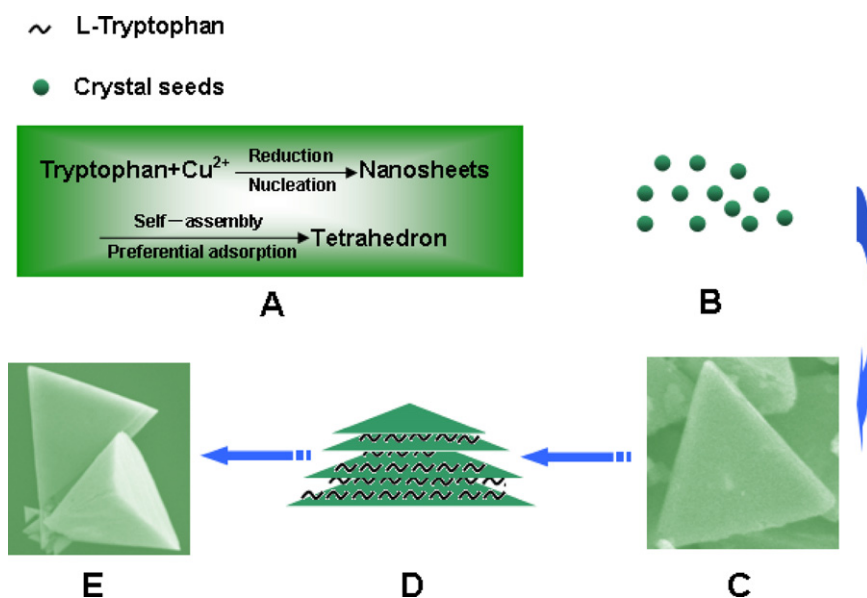 L-Tryptophan
Crystal seeds
Tryptophan+Cu²⁺ Reduction Nanosheets
Nucleation
Self—assembly
Preferential adsorption Tetrahedron
A
B
E
D
C